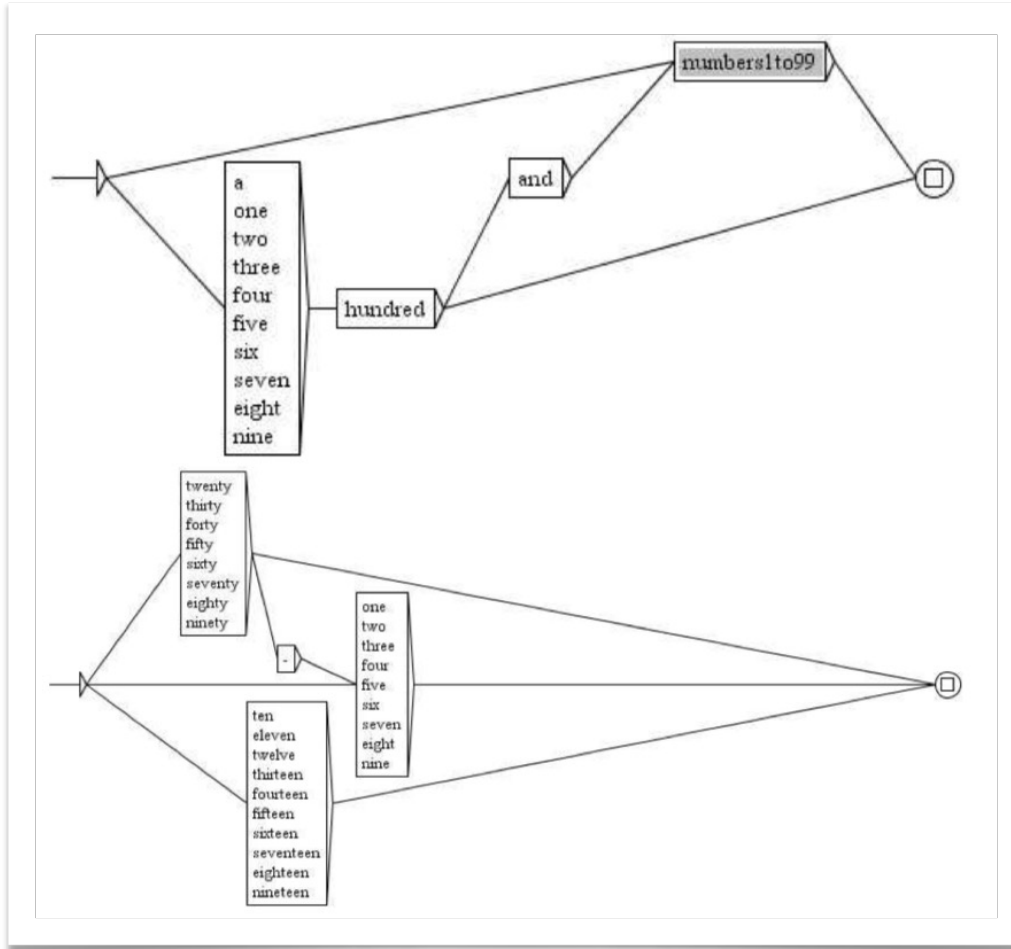 numbers1to99
a
one
two
three
four
five
six
seven
eight
nine
and
hundred
twenty
thirty
forty
fifty
sixty
seventy
eighty
ninety
-
one
two
three
four
five
six
seven
eight
nine
ten
eleven
twelve
thirteen
fourteen
fifteen
sixteen
seventeen
eighteen
nineteen